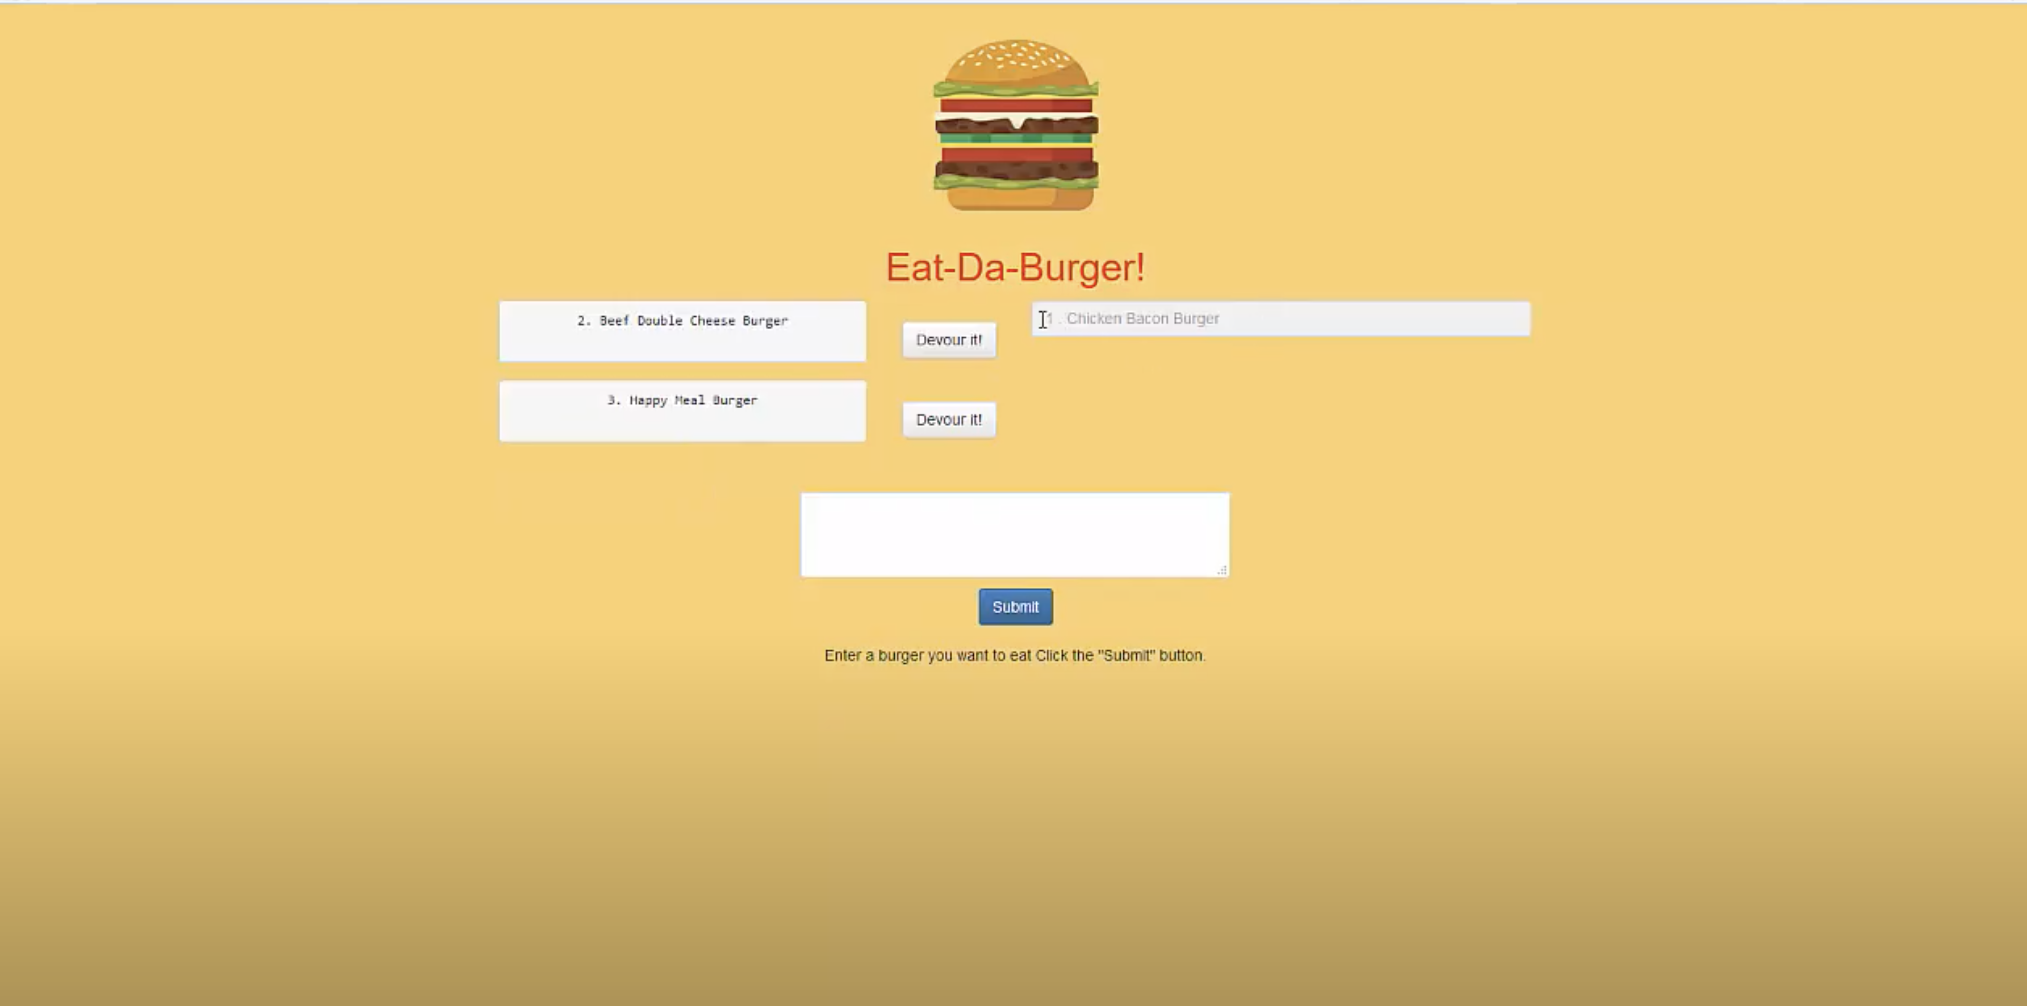 Eat-Da-Burger!
2. Beef Double Cheese Burger
Devour it!
1 . Chicken Bacon Burger
3. Happy Meal Burger
Devour it!
Submit
Enter a burger you want to eat Click the "Submit" button.